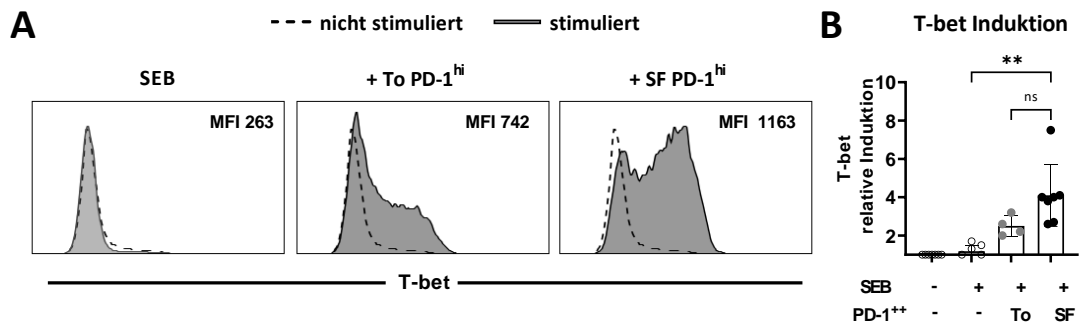 A
nicht stimuliert
stimuliert
SEB
+ To PD-1hi
+ SF PD-1hi
MFI 263
MFI 742
MFI 1163
T-bet
B
T-bet Induktion
**
ns
T-bet
relative Induktion
10
8
6
4
2
SEB - + + +
PD-1++ - - To SF